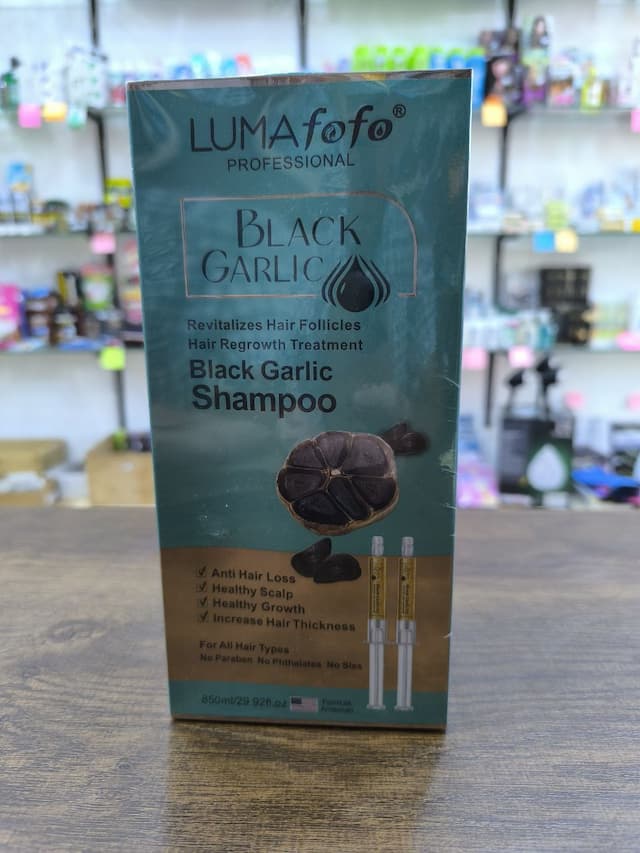 LUMAfofo®
PROFESSIONAL
BLACK
GARLIC
Revitalizes Hair Follicles
Hair Regrowth Treatment
Black Garlic
Shampoo
Anti Hair Loss
Healthy Scalp
Healthy Growth
Increase Hair Thickness
For All Hair Types
No Paraben No Phthalates No Sles
850ml/29.92fl.oz